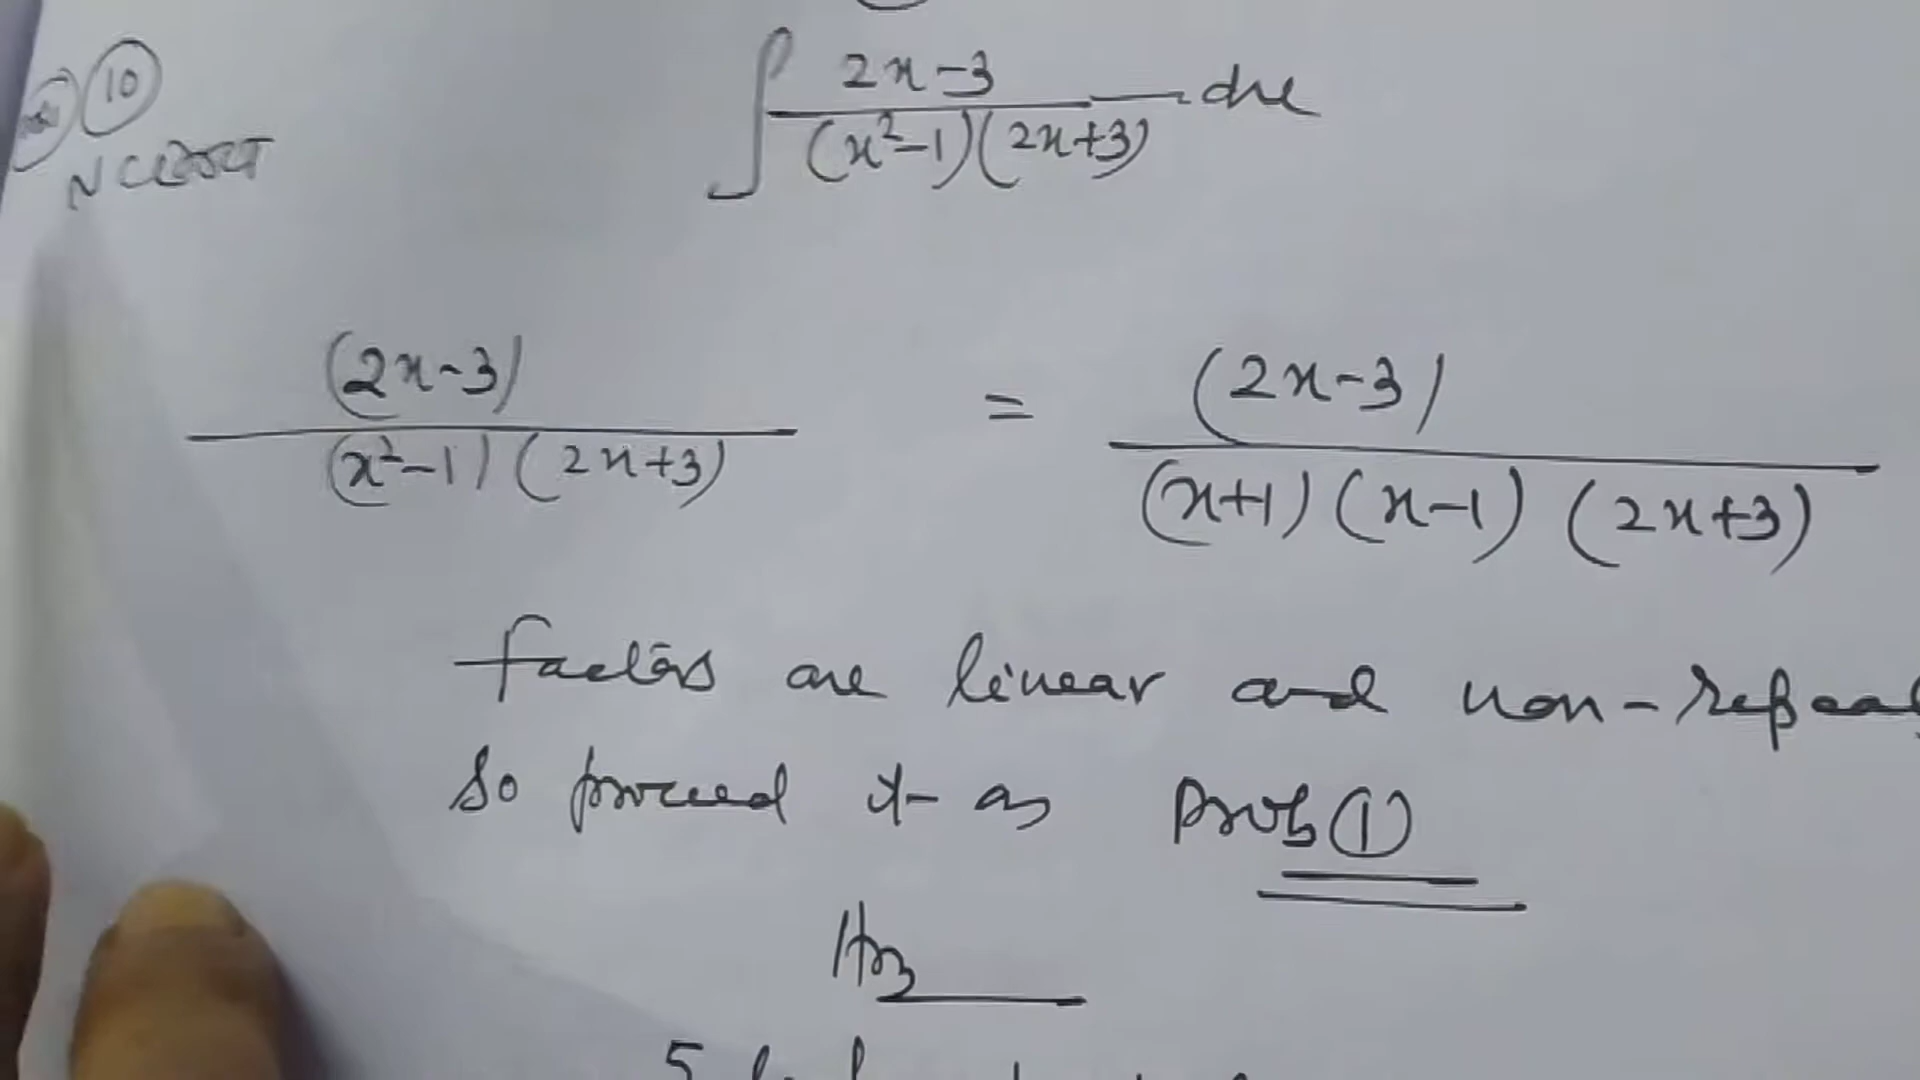 10
NCERT
∫ 2x-3 / (x²-1)(2x+3) dx
(2x-3) / (x²-1)(2x+3) = (2x-3) / (x+1)(x-1)(2x+3)
factors are linear and non-repeat
So proceed it as Prob ①
5